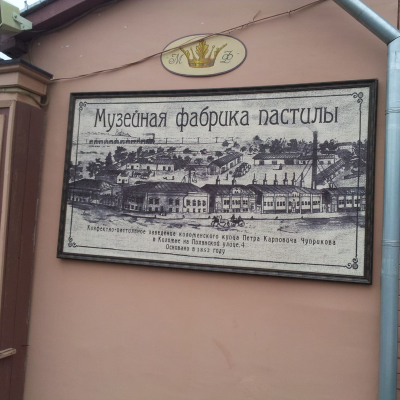 М Ф
Музейная фабрика пастилы
Конфектно-пастильное заведение коломенского купца Петра Карповича Чуприкова
в Коломне на Полянской улице, 4
Основано в 1852 году